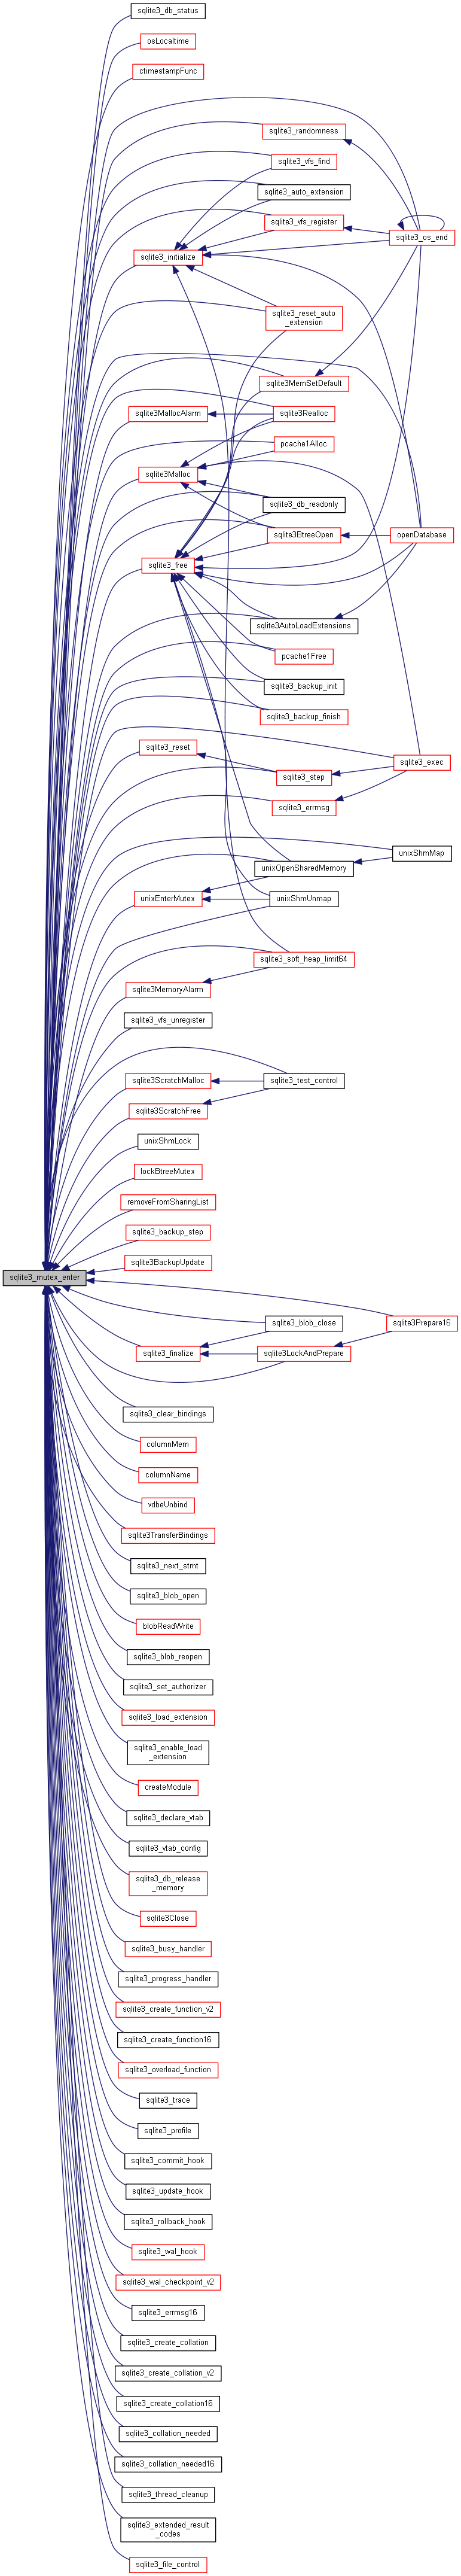 sqlite3_db_status
osLocaltime
ctimestampFunc
sqlite3_randomness
sqlite3_vfs_find
sqlite3_auto_extension
sqlite3_vfs_register
sqlite3_os_end
sqlite3_initialize
sqlite3_reset_auto
_extension
sqlite3MemSetDefault
sqlite3MallocAlarm
sqlite3Realloc
pcache1Alloc
sqlite3Malloc
sqlite3_db_readonly
sqlite3BtreeOpen
openDatabase
sqlite3_free
sqlite3AutoLoadExtensions
pcache1Free
sqlite3_backup_init
sqlite3_backup_finish
sqlite3_reset
sqlite3_exec
sqlite3_step
sqlite3_errmsg
unixShmMap
unixOpenSharedMemory
unixEnterMutex
unixShmUnmap
sqlite3_soft_heap_limit64
sqlite3MemoryAlarm
sqlite3_vfs_unregister
sqlite3ScratchMalloc
sqlite3_test_control
sqlite3ScratchFree
unixShmLock
lockBtreeMutex
removeFromSharingList
sqlite3_backup_step
sqlite3BackupUpdate
sqlite3_mutex_enter
sqlite3_blob_close
sqlite3Prepare16
sqlite3_finalize
sqlite3LockAndPrepare
sqlite3_clear_bindings
columnMem
columnName
vdbeUnbind
sqlite3TransferBindings
sqlite3_next_stmt
sqlite3_blob_open
blobReadWrite
sqlite3_blob_reopen
sqlite3_set_authorizer
sqlite3_load_extension
sqlite3_enable_load
_extension
createModule
sqlite3_declare_vtab
sqlite3_vtab_config
sqlite3_db_release
_memory
sqlite3Close
sqlite3_busy_handler
sqlite3_progress_handler
sqlite3_create_function_v2
sqlite3_create_function16
sqlite3_overload_function
sqlite3_trace
sqlite3_profile
sqlite3_commit_hook
sqlite3_update_hook
sqlite3_rollback_hook
sqlite3_wal_hook
sqlite3_wal_checkpoint_v2
sqlite3_errmsg16
sqlite3_create_collation
sqlite3_create_collation_v2
sqlite3_create_collation16
sqlite3_collation_needed
sqlite3_collation_needed16
sqlite3_thread_cleanup
sqlite3_extended_result
_codes
sqlite3_file_control